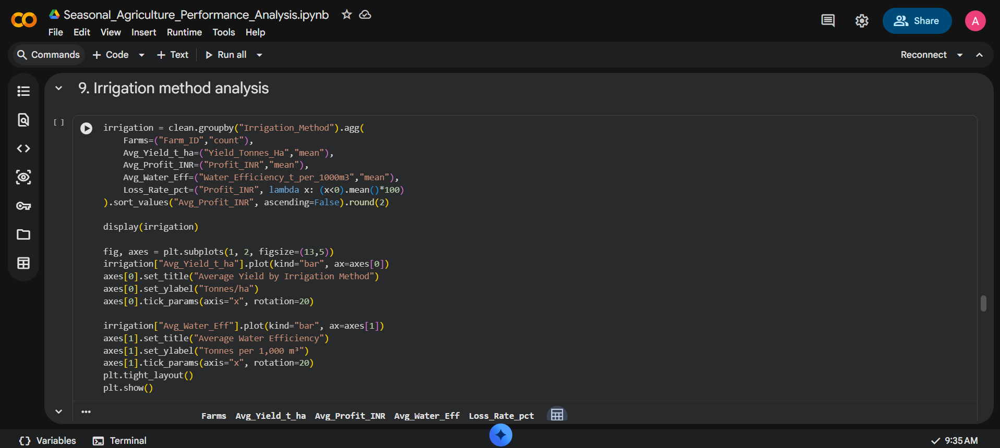 Seasonal_Agriculture_Performance_Analysis.ipynb
File Edit View Insert Runtime Tools Help
Share
A
Commands + Code + Text Run all
Reconnect
9. Irrigation method analysis
[ ]
irrigation = clean.groupby("Irrigation_Method").agg(
    Farms=("Farm_ID","count"),
    Avg_Yield_t_ha=("Yield_Tonnes_Ha","mean"),
    Avg_Profit_INR=("Profit_INR","mean"),
    Avg_Water_Eff=("Water_Efficiency_t_per_1000m3","mean"),
    Loss_Rate_pct=("Profit_INR", lambda x: (x<0).mean()*100)
).sort_values("Avg_Profit_INR", ascending=False).round(2)
display(irrigation)
fig, axes = plt.subplots(1, 2, figsize=(13,5))
irrigation["Avg_Yield_t_ha"].plot(kind="bar", ax=axes[0])
axes[0].set_title("Average Yield by Irrigation Method")
axes[0].set_ylabel("Tonnes/ha")
axes[0].tick_params(axis="x", rotation=20)
irrigation["Avg_Water_Eff"].plot(kind="bar", ax=axes[1])
axes[1].set_title("Average Water Efficiency")
axes[1].set_ylabel("Tonnes per 1,000 m³")
axes[1].tick_params(axis="x", rotation=20)
plt.tight_layout()
plt.show()
Farms Avg_Yield_t_ha Avg_Profit_INR Avg_Water_Eff Loss_Rate_pct
{} Variables Terminal
9:35 AM